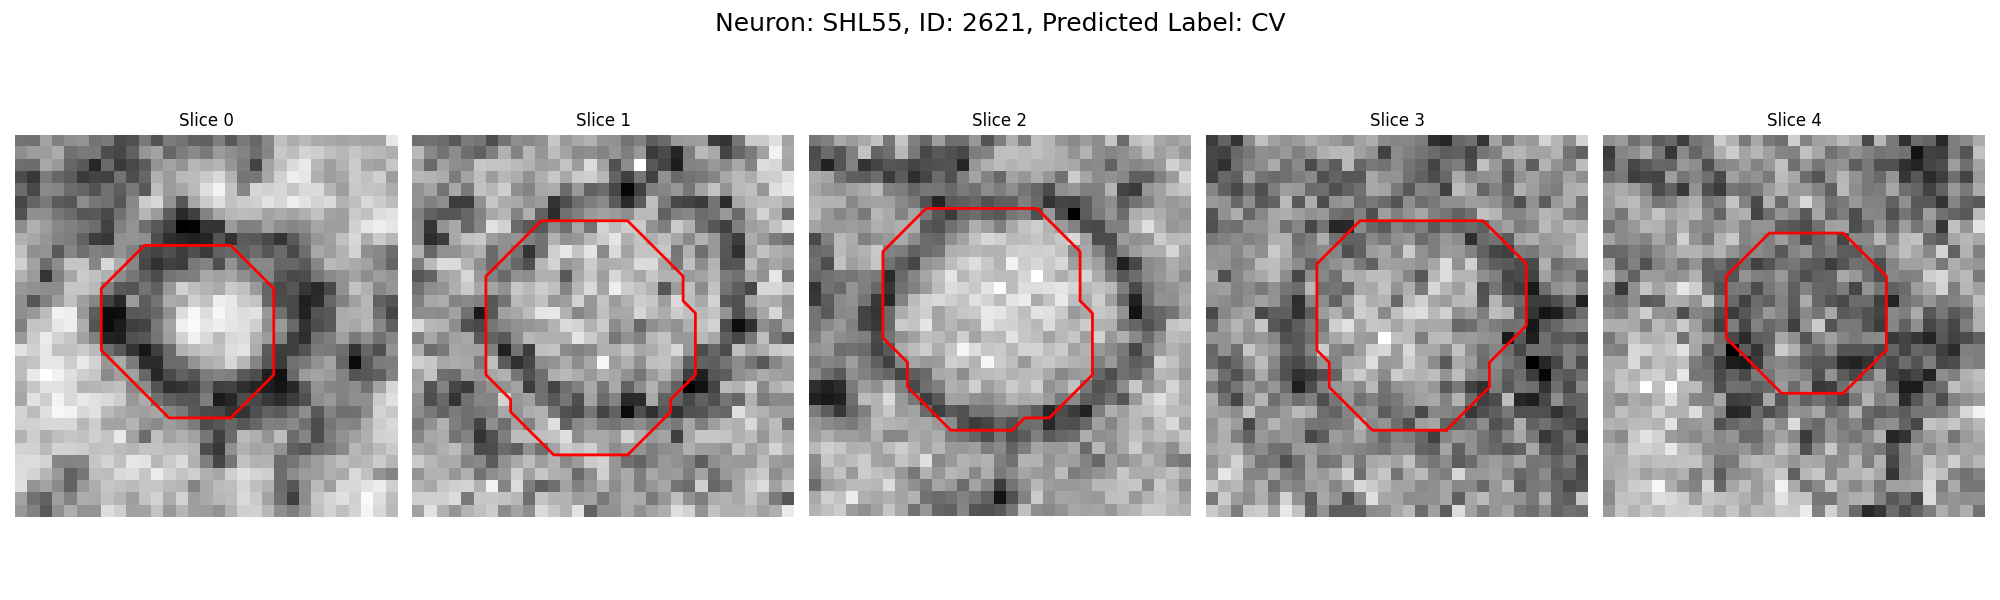 Neuron: SHL55, ID: 2621, Predicted Label: CV
Slice 0
Slice 1
Slice 2
Slice 3
Slice 4